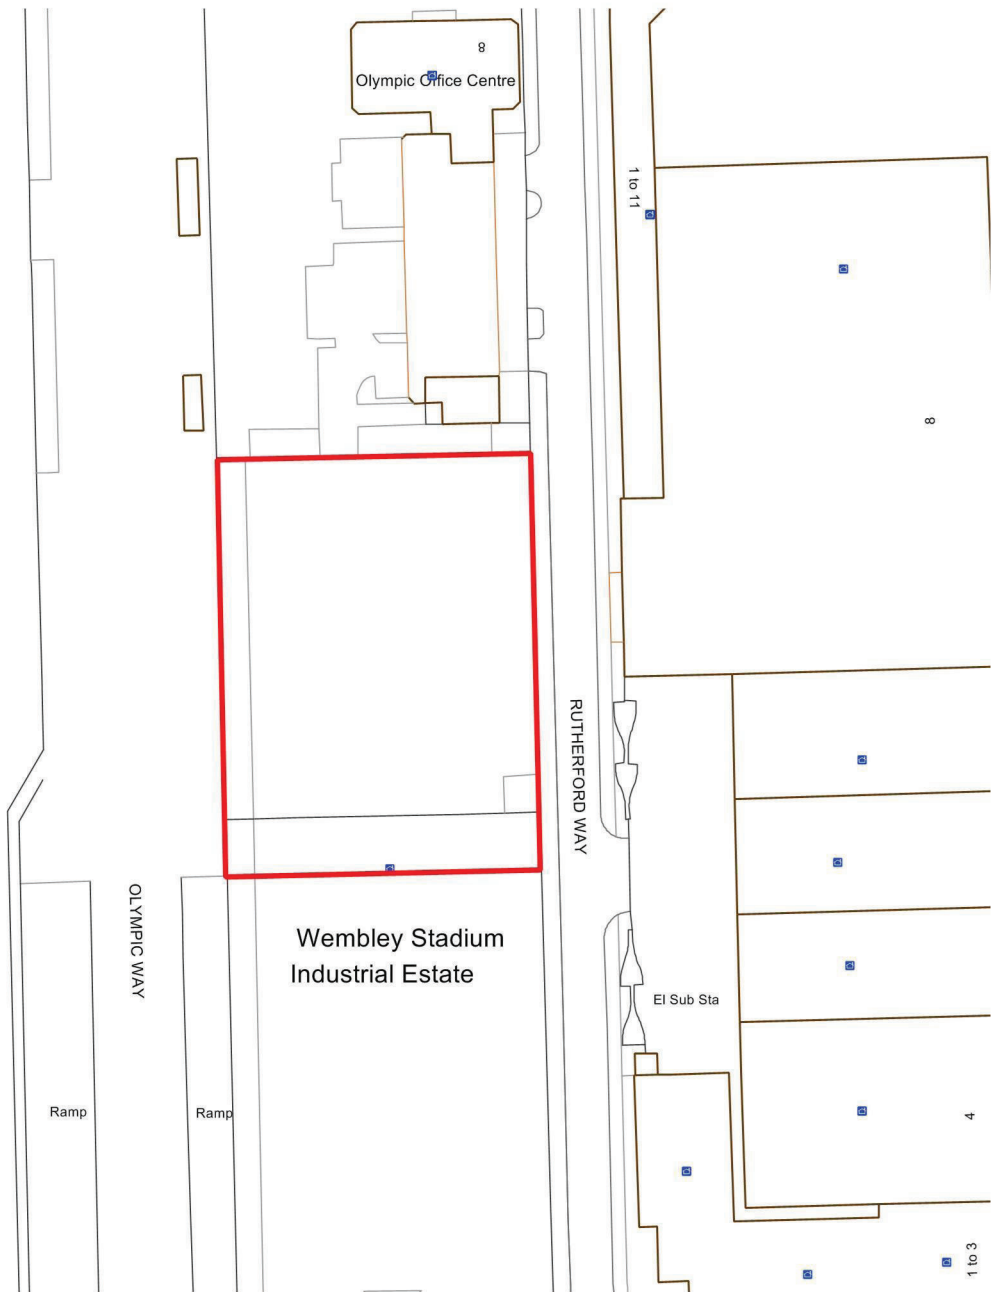 8
Olympic Office Centre
1 to 11
8
RUTHERFORD WAY
OLYMPIC WAY
Wembley Stadium
Industrial Estate
El Sub Sta
Ramp
Ramp
4
1 to 3